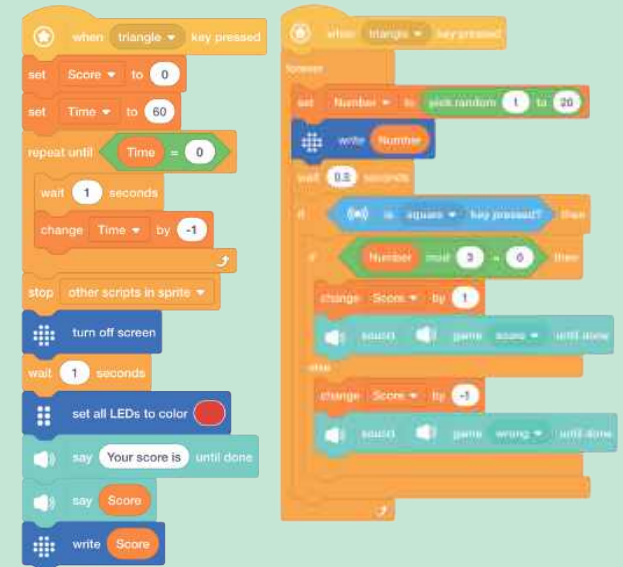 when triangle key pressed
set Score to 0
set Time to 60
repeat until Time = 0
wait 1 seconds
change Time by -1
stop other scripts in sprite
turn off screen
wait 1 seconds
set all LEDs to color
say Your score is until done
say Score
write Score
when triangle key pressed
forever
set Number to pick random 1 to 20
write Number
wait seconds
if is square key pressed? then
if Number mod 3 = 0 then
change Score by 1
sound game score until done
else
change Score by -1
sound game wrong until done